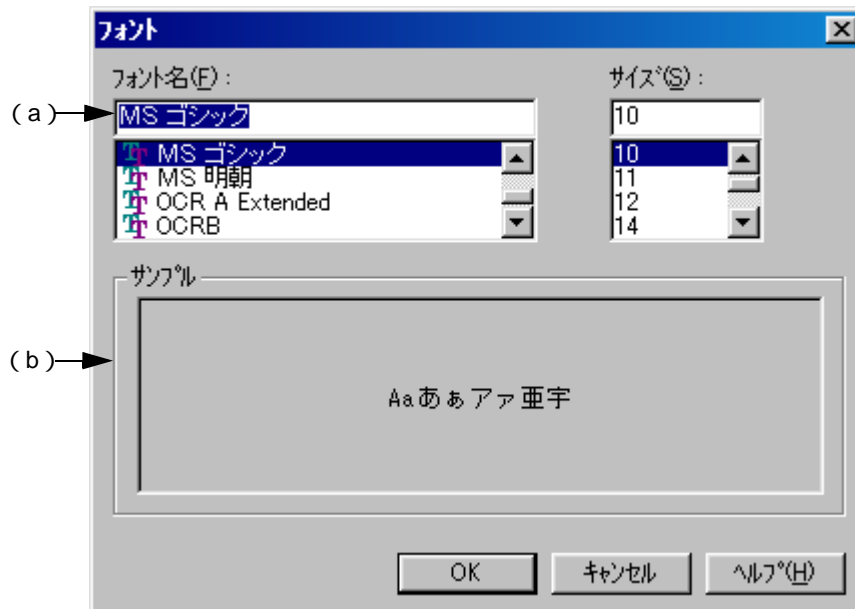 フォント
ﾌｫﾝﾄ名(F) :
サイズ(S) :
(a)
MS ゴシック
10
MS ゴシック
MS 明朝
OCR A Extended
OCRB
10
11
12
14
ｻﾝﾌﾟﾙ
(b)
Aaあぁアァ亜宇
OK
ｷｬﾝｾﾙ
ﾍﾙﾌﾟ(H)